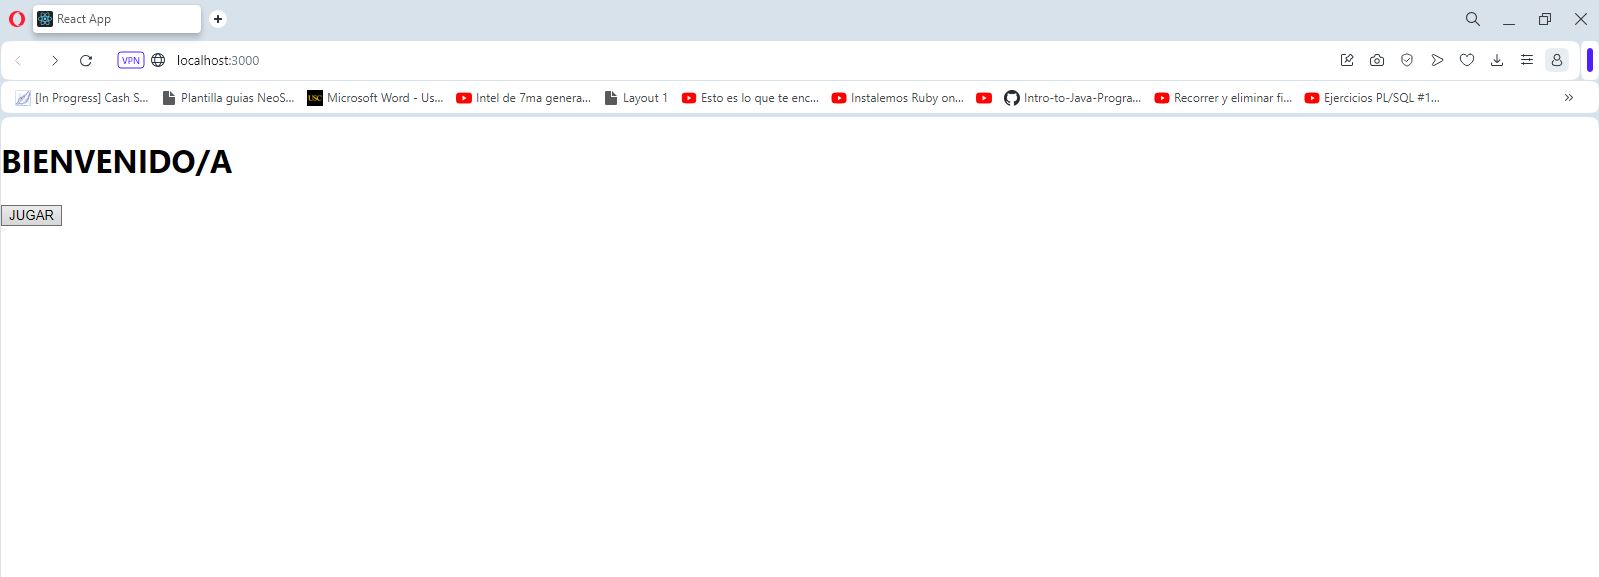 React App
VPN localhost:3000
[In Progress] Cash S... Plantilla guias NeoS... USC Microsoft Word - Us... Intel de 7ma genera... Layout 1 Esto es lo que te enc... Instalemos Ruby on... Intro-to-Java-Progra... Recorrer y eliminar fi... Ejercicios PL/SQL #1...
BIENVENIDO/A
JUGAR